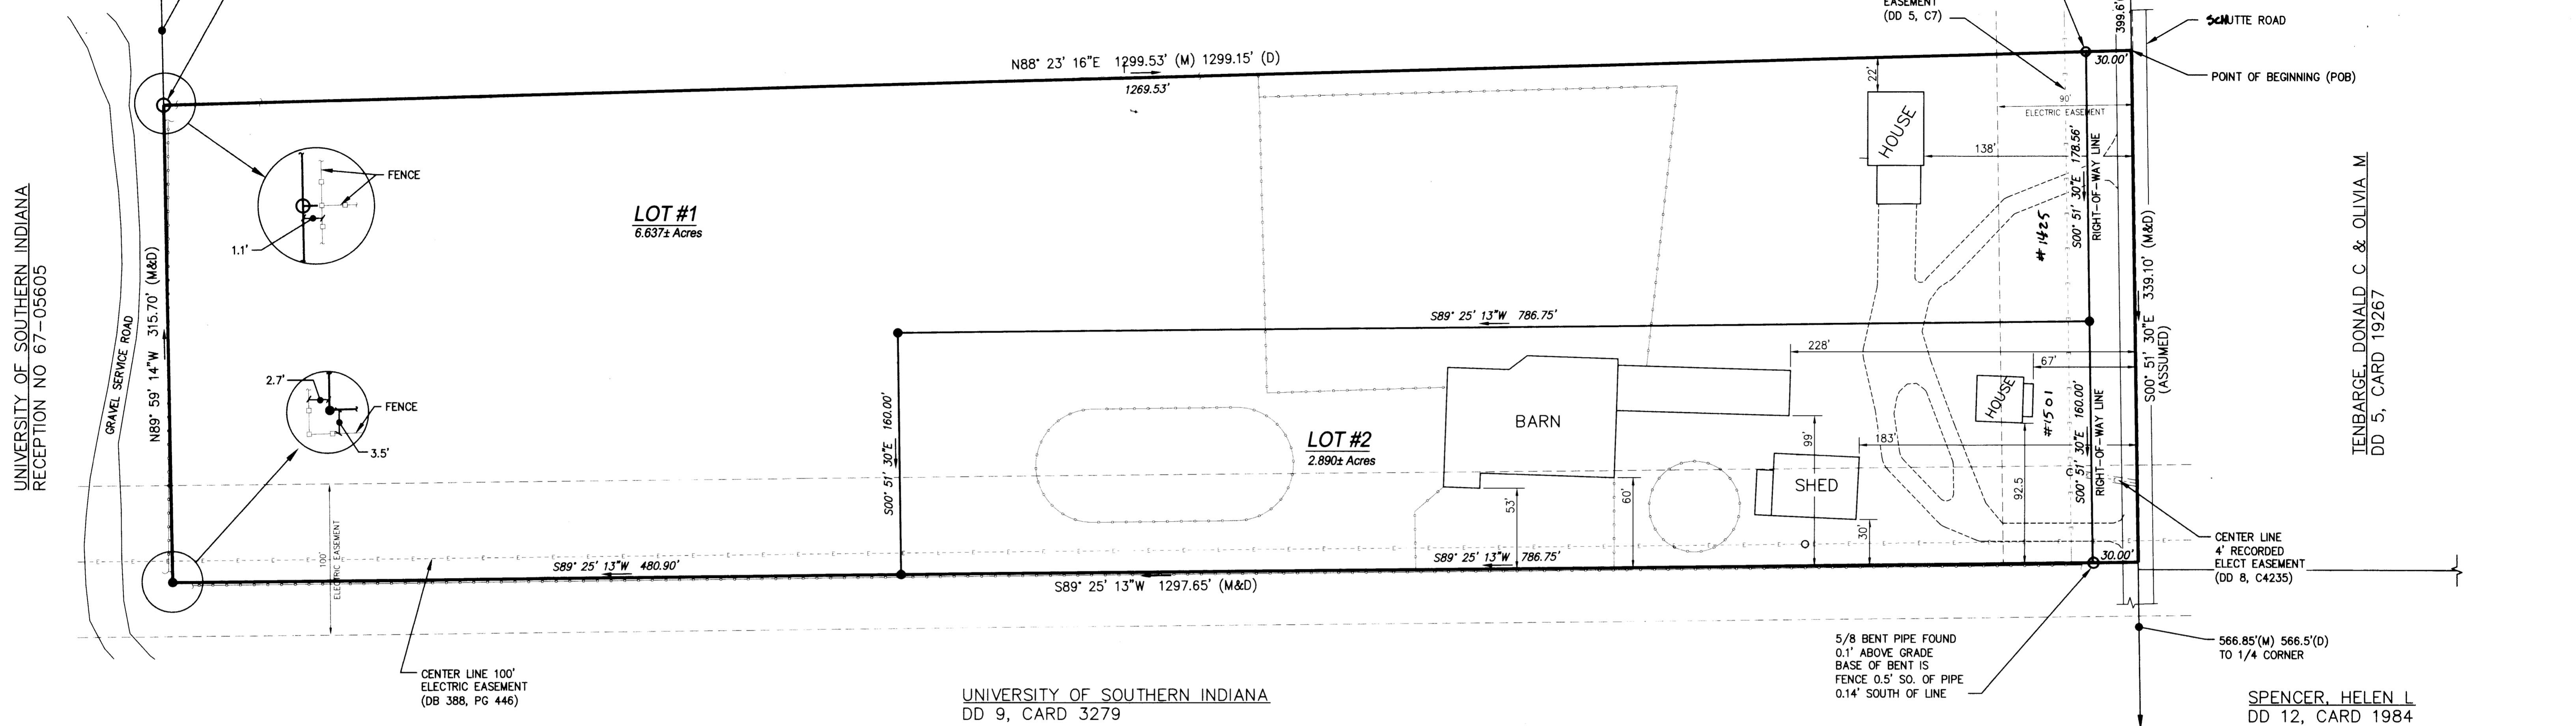 EASEMENT
(DD 5, C7)
399.6'
SCHUTTE ROAD
N88° 23' 16"E 1299.53' (M) 1299.15' (D)
1269.53'
30.00'
POINT OF BEGINNING (POB)
22'
HOUSE
90'
ELECTRIC EASEMENT
138'
S00° 51' 30"E 178.56'
RIGHT-OF-WAY LINE
#1425
FENCE
1.1'
LOT #1
6.637± Acres
UNIVERSITY OF SOUTHERN INDIANA
RECEPTION NO 67-05605
GRAVEL SERVICE ROAD
N89° 59' 14"W 315.70' (M&D)
S00° 51' 30"E 339.10' (M&D)
(ASSUMED)
TENBARGE, DONALD C & OLIVIA M
DD 5, CARD 19267
S89° 25' 13"W 786.75'
228'
67'
HOUSE
#1501
S00° 51' 30"E 160.00'
RIGHT-OF-WAY LINE
2.7'
FENCE
3.5'
S00° 51' 30"E 160.00'
LOT #2
2.890± Acres
BARN
99'
183'
SHED
53'
60'
30'
92.5
100'
ELECTRIC EASEMENT
S89° 25' 13"W 480.90'
S89° 25' 13"W 786.75'
30.00'
S89° 25' 13"W 1297.65' (M&D)
CENTER LINE
4' RECORDED
ELECT EASEMENT
(DD 8, C4235)
5/8 BENT PIPE FOUND
0.1' ABOVE GRADE
BASE OF BENT IS
FENCE 0.5' SO. OF PIPE
0.14' SOUTH OF LINE
566.85'(M) 566.5'(D)
TO 1/4 CORNER
CENTER LINE 100'
ELECTRIC EASEMENT
(DB 388, PG 446)
UNIVERSITY OF SOUTHERN INDIANA
DD 9, CARD 3279
SPENCER, HELEN L
DD 12, CARD 1984